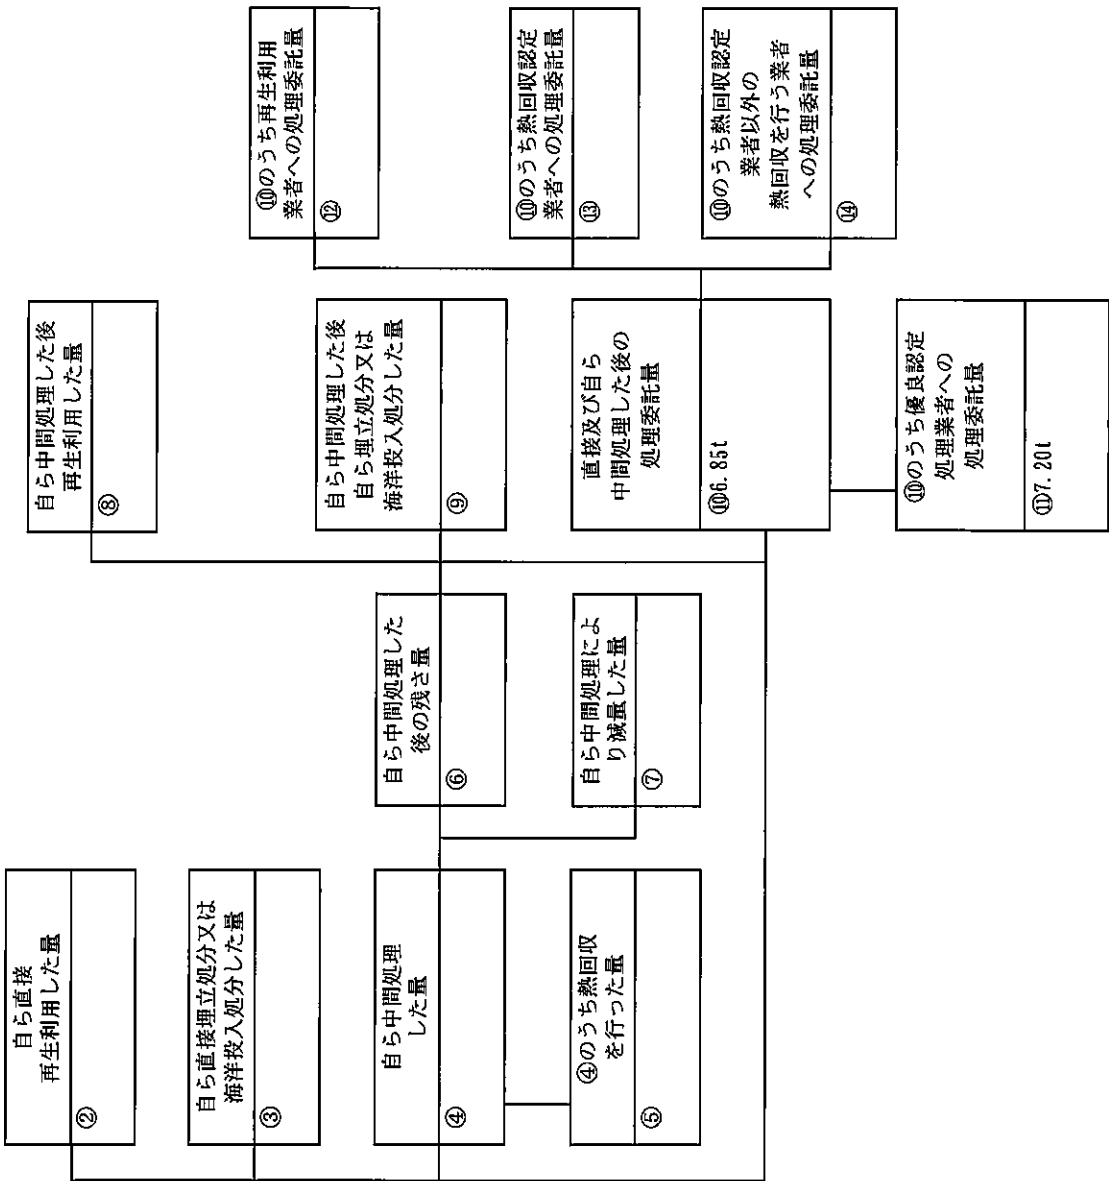 自ら直接
再生利用した量
②
自ら直接埋立処分又は
海洋投入処分した量
③
自ら中間処理
した量
④
④のうち熱回収
を行った量
⑤
自ら中間処理した
後の残さ量
⑥
自ら中間処理によ
り減量した量
⑦
自ら中間処理した後
再生利用した量
⑧
自ら中間処理した後
自ら埋立処分又は
海洋投入処分した量
⑨
直接及び自ら
中間処理した後の
処理委託量
⑩6.85t
⑩のうち優良認定
処理業者への
処理委託量
⑪7.20t
⑩のうち再生利用
業者への処理委託量
⑫
⑩のうち熱回収認定
業者への処理委託量
⑬
⑩のうち熱回収認定
業者以外の
熱回収を行う業者
への処理委託量
⑭